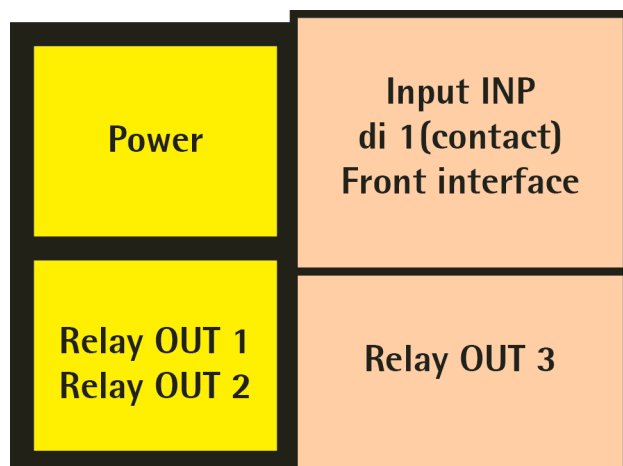 Power
Input INP
di 1(contact)
Front interface
Relay OUT 1
Relay OUT 2
Relay OUT 3